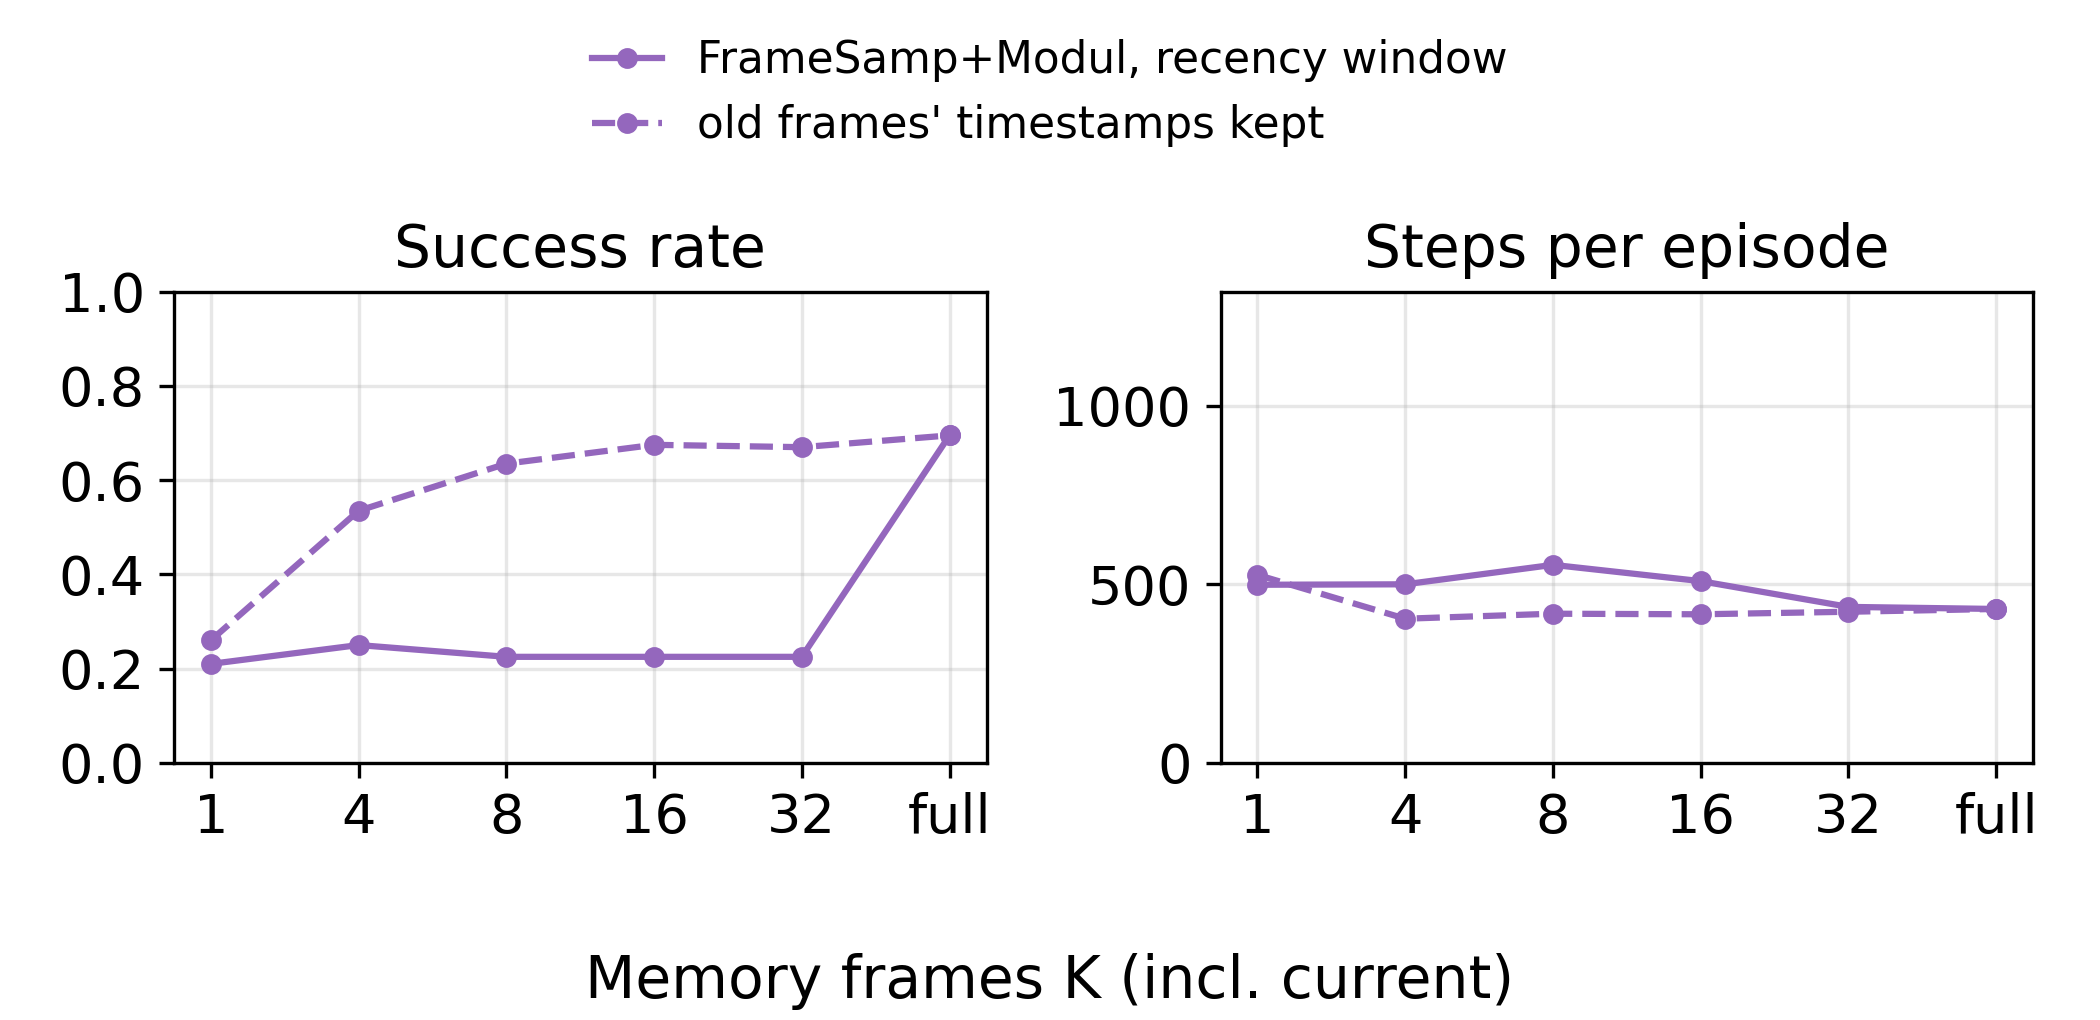 FrameSamp+Modul, recency window
old frames' timestamps kept
Success rate
1.0
0.8
0.6
0.4
0.2
0.0
1 4 8 16 32 full
Steps per episode
1000
500
0
1 4 8 16 32 full
Memory frames K (incl. current)